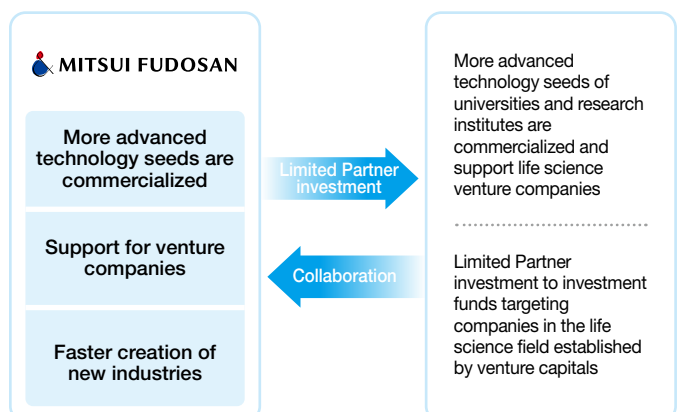 MITSUI FUDOSAN
More advanced
technology seeds are
commercialized
Support for venture
companies
Faster creation of
new industries
Limited Partner
investment
Collaboration
More advanced
technology seeds of
universities and research
institutes are
commercialized and
support life science
venture companies
Limited Partner
investment to investment
funds targeting
companies in the life
science field established
by venture capitals